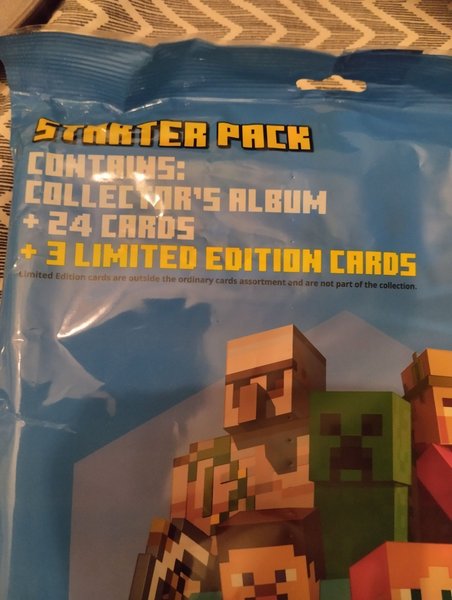 STARTER PACK
CONTAINS:
COLLECTOR'S ALBUM
+ 24 CARDS
+ 3 LIMITED EDITION CARDS
Limited Edition cards are outside the ordinary cards assortment and are not part of the collection.